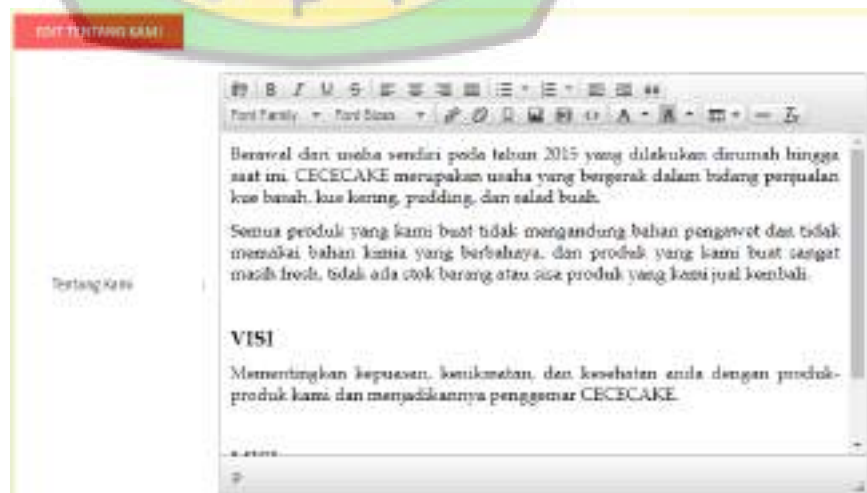 EDIT TENTANG KAMI
B I U S
Font Family Font Sizes
Berawal dari usaha sendiri pada tahun 2015 yang dilakukan dirumah hingga
saat ini. CECECAKE merupakan usaha yang bergerak dalam bidang penjualan
kue basah, kue kering, pudding, dan salad buah.
Semua produk yang kami buat tidak mengandung bahan pengawet dan tidak
memakai bahan kimia yang berbahaya, dan produk yang kami buat sangat
masih fresh, tidak ada stok barang atau sisa produk yang kami jual kembali.
Tentang Kami :
VISI
Mementingkan kepuasan, kenikmatan, dan kesehatan anda dengan produk-
produk kami dan menjadikannya penggemar CECECAKE.
p